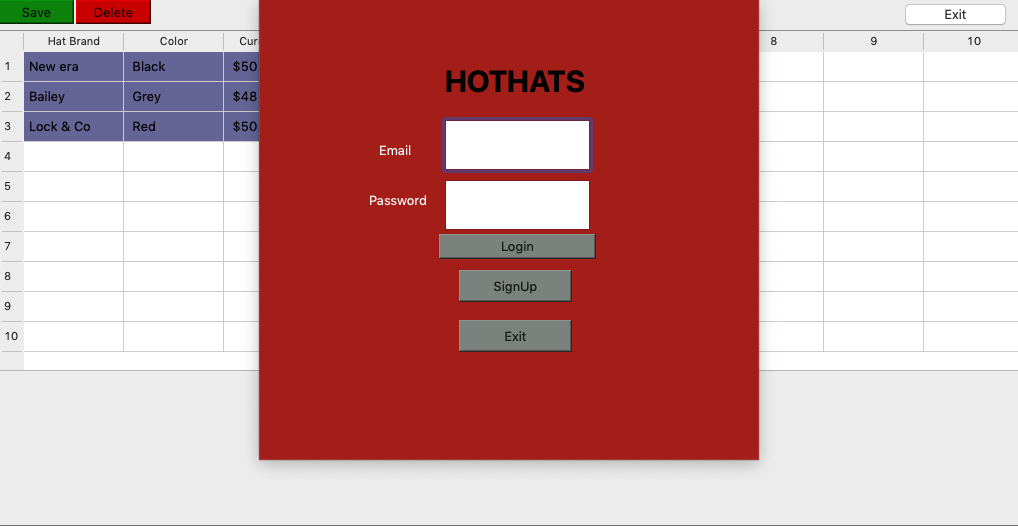 Save Delete Exit
Hat Brand Color Cur 8 9 10
1 New era Black $50
2 Bailey Grey $48
3 Lock & Co Red $50
4
5
6
7
8
9
10
HOTHATS
Email
Password
Login
SignUp
Exit